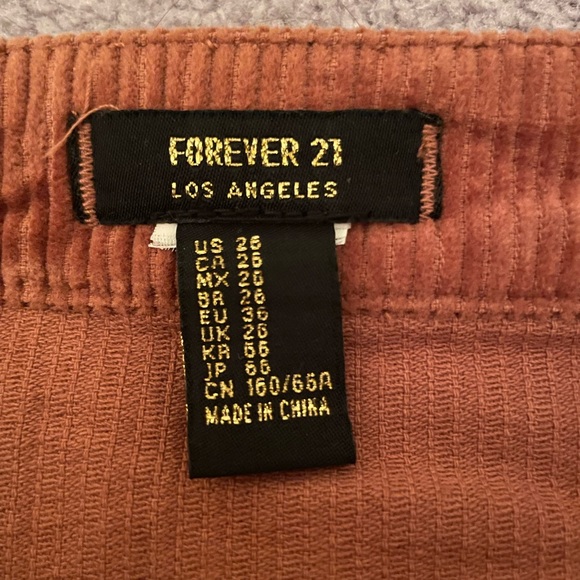 FOREVER 21
LOS ANGELES
US 26
CA 26
MX 26
BR 26
EU 36
UK 26
KR 66
JP 66
CN 160/66A
MADE IN CHINA